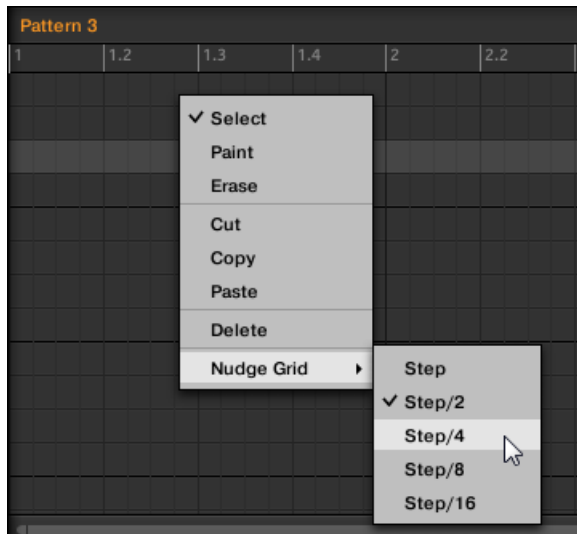 Pattern 3
1 1.2 1.3 1.4 2 2.2
Select
Paint
Erase
Cut
Copy
Paste
Delete
Nudge Grid
Step
Step/2
Step/4
Step/8
Step/16